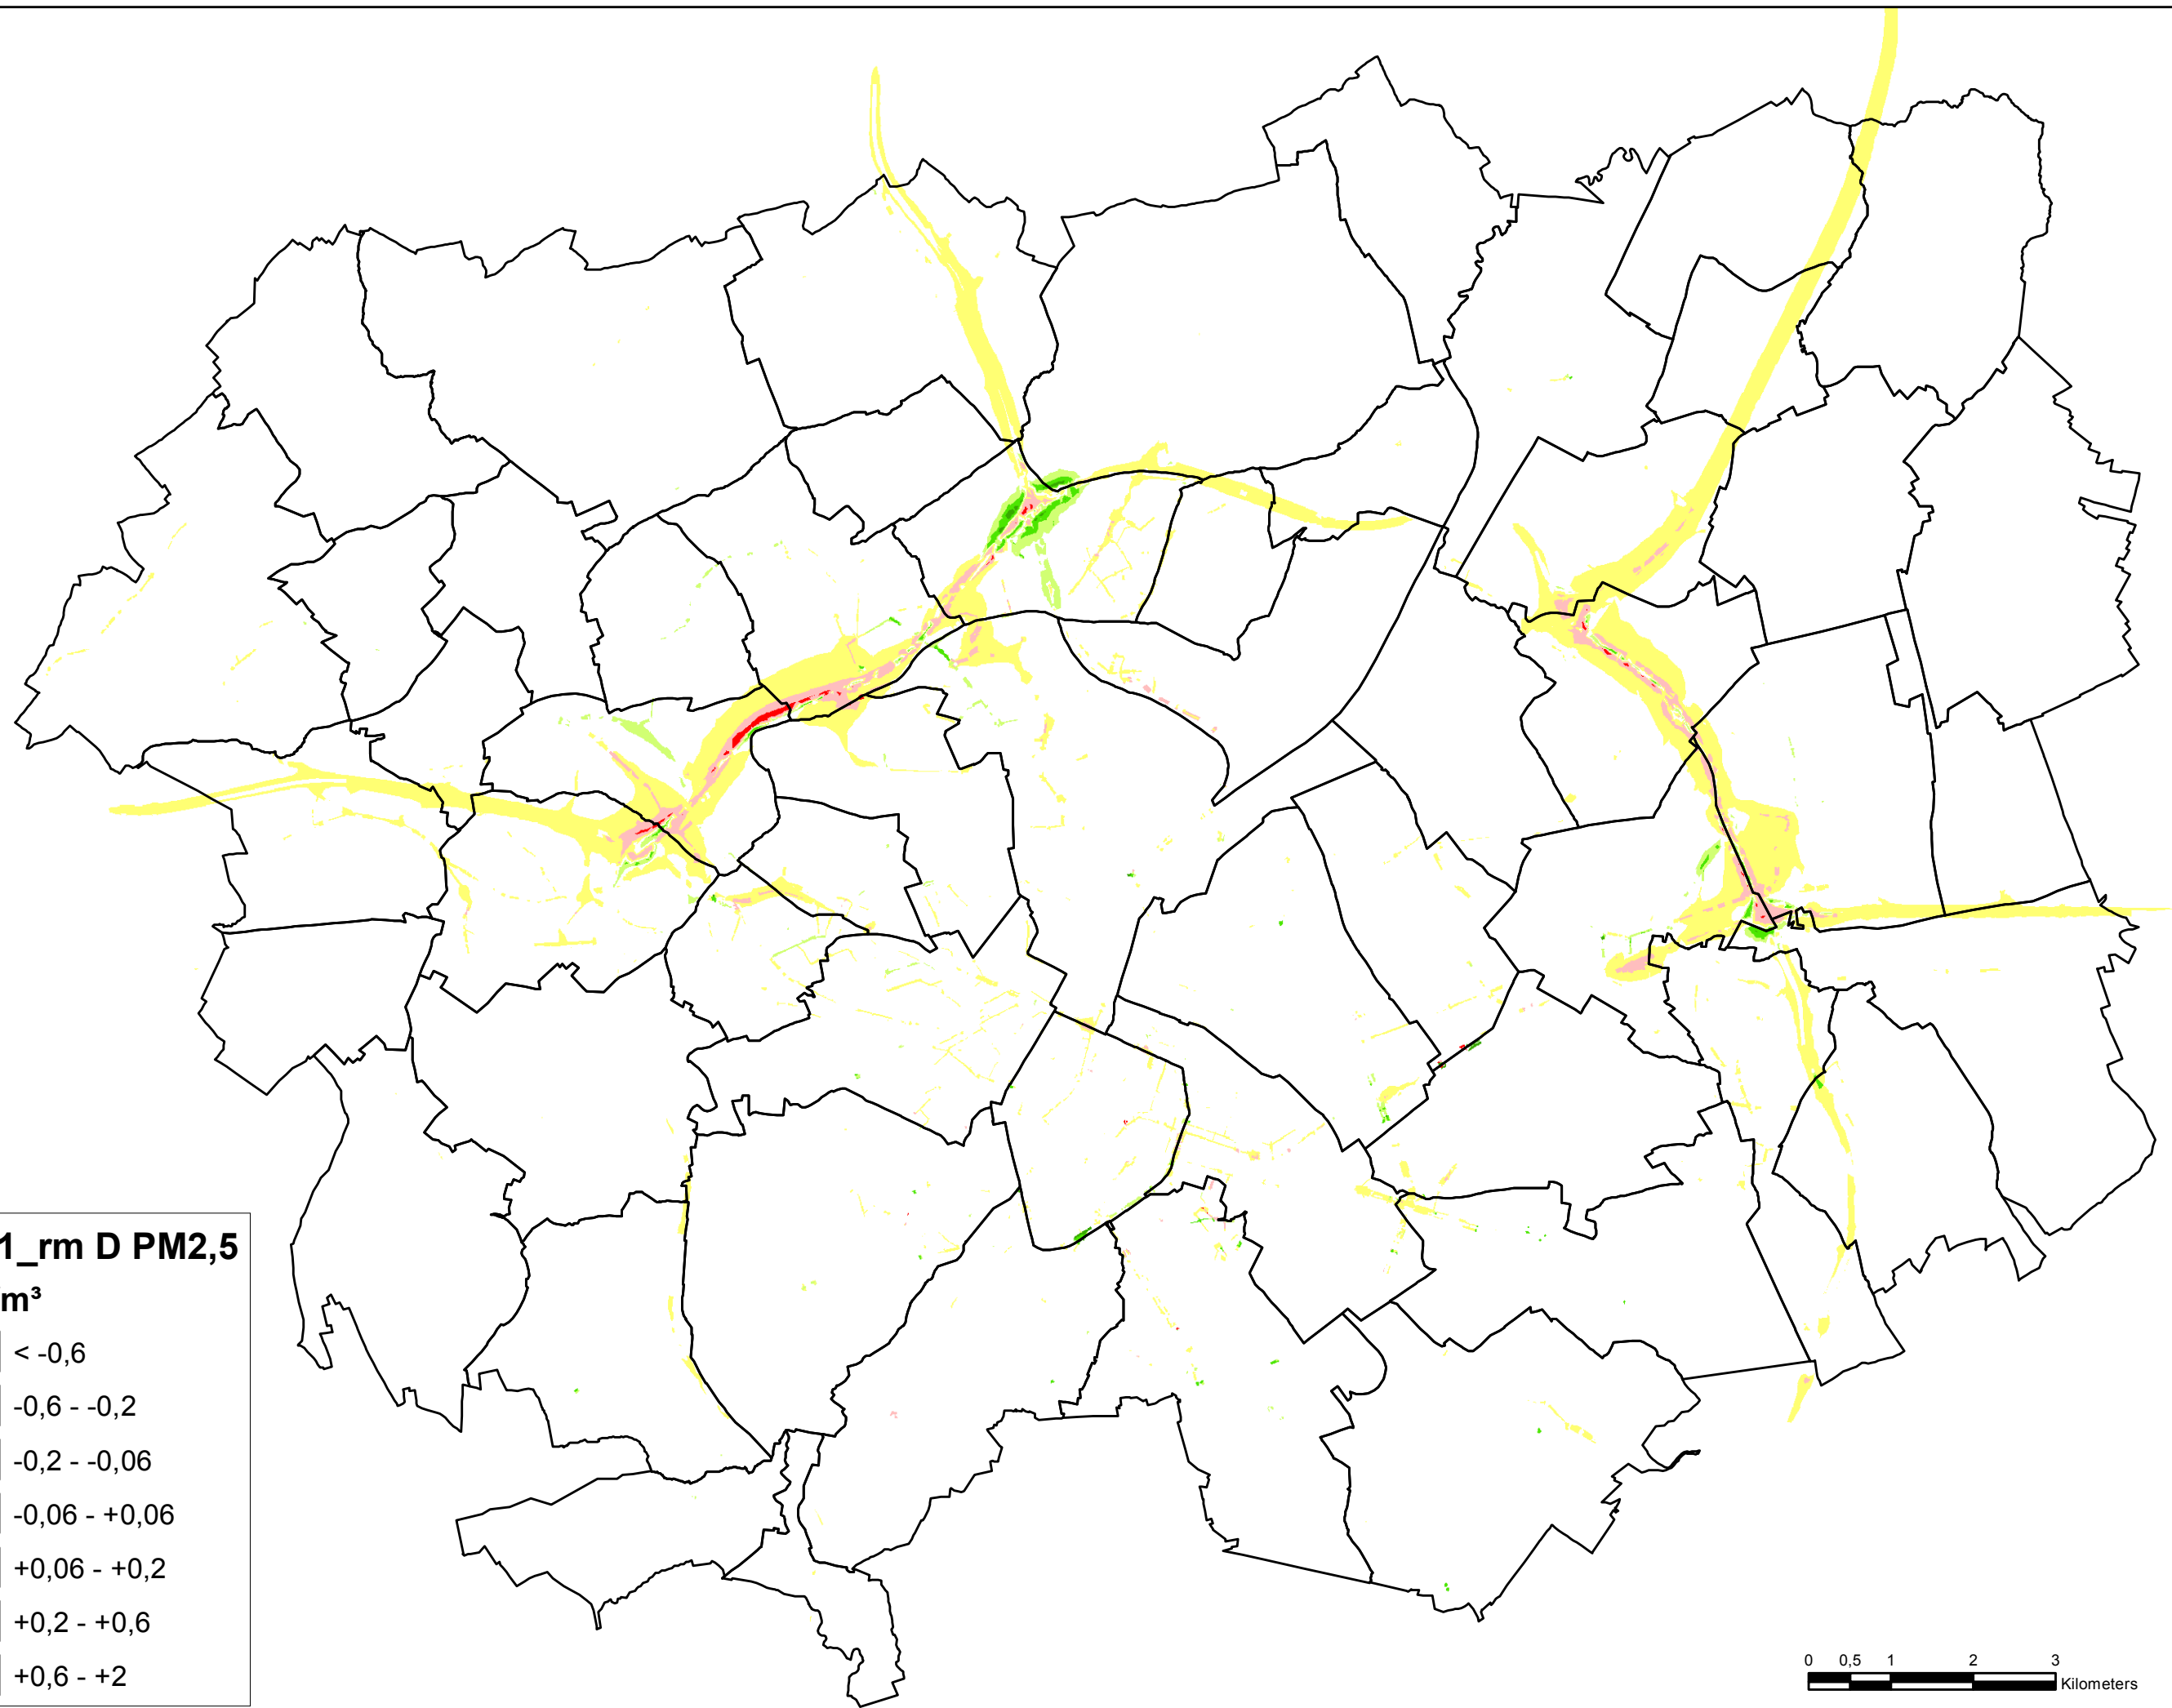 1_rm D PM2,5
m³
< -0,6
-0,6 - -0,2
-0,2 - -0,06
-0,06 - +0,06
+0,06 - +0,2
+0,2 - +0,6
+0,6 - +2
0 0,5 1 2 3
Kilometers